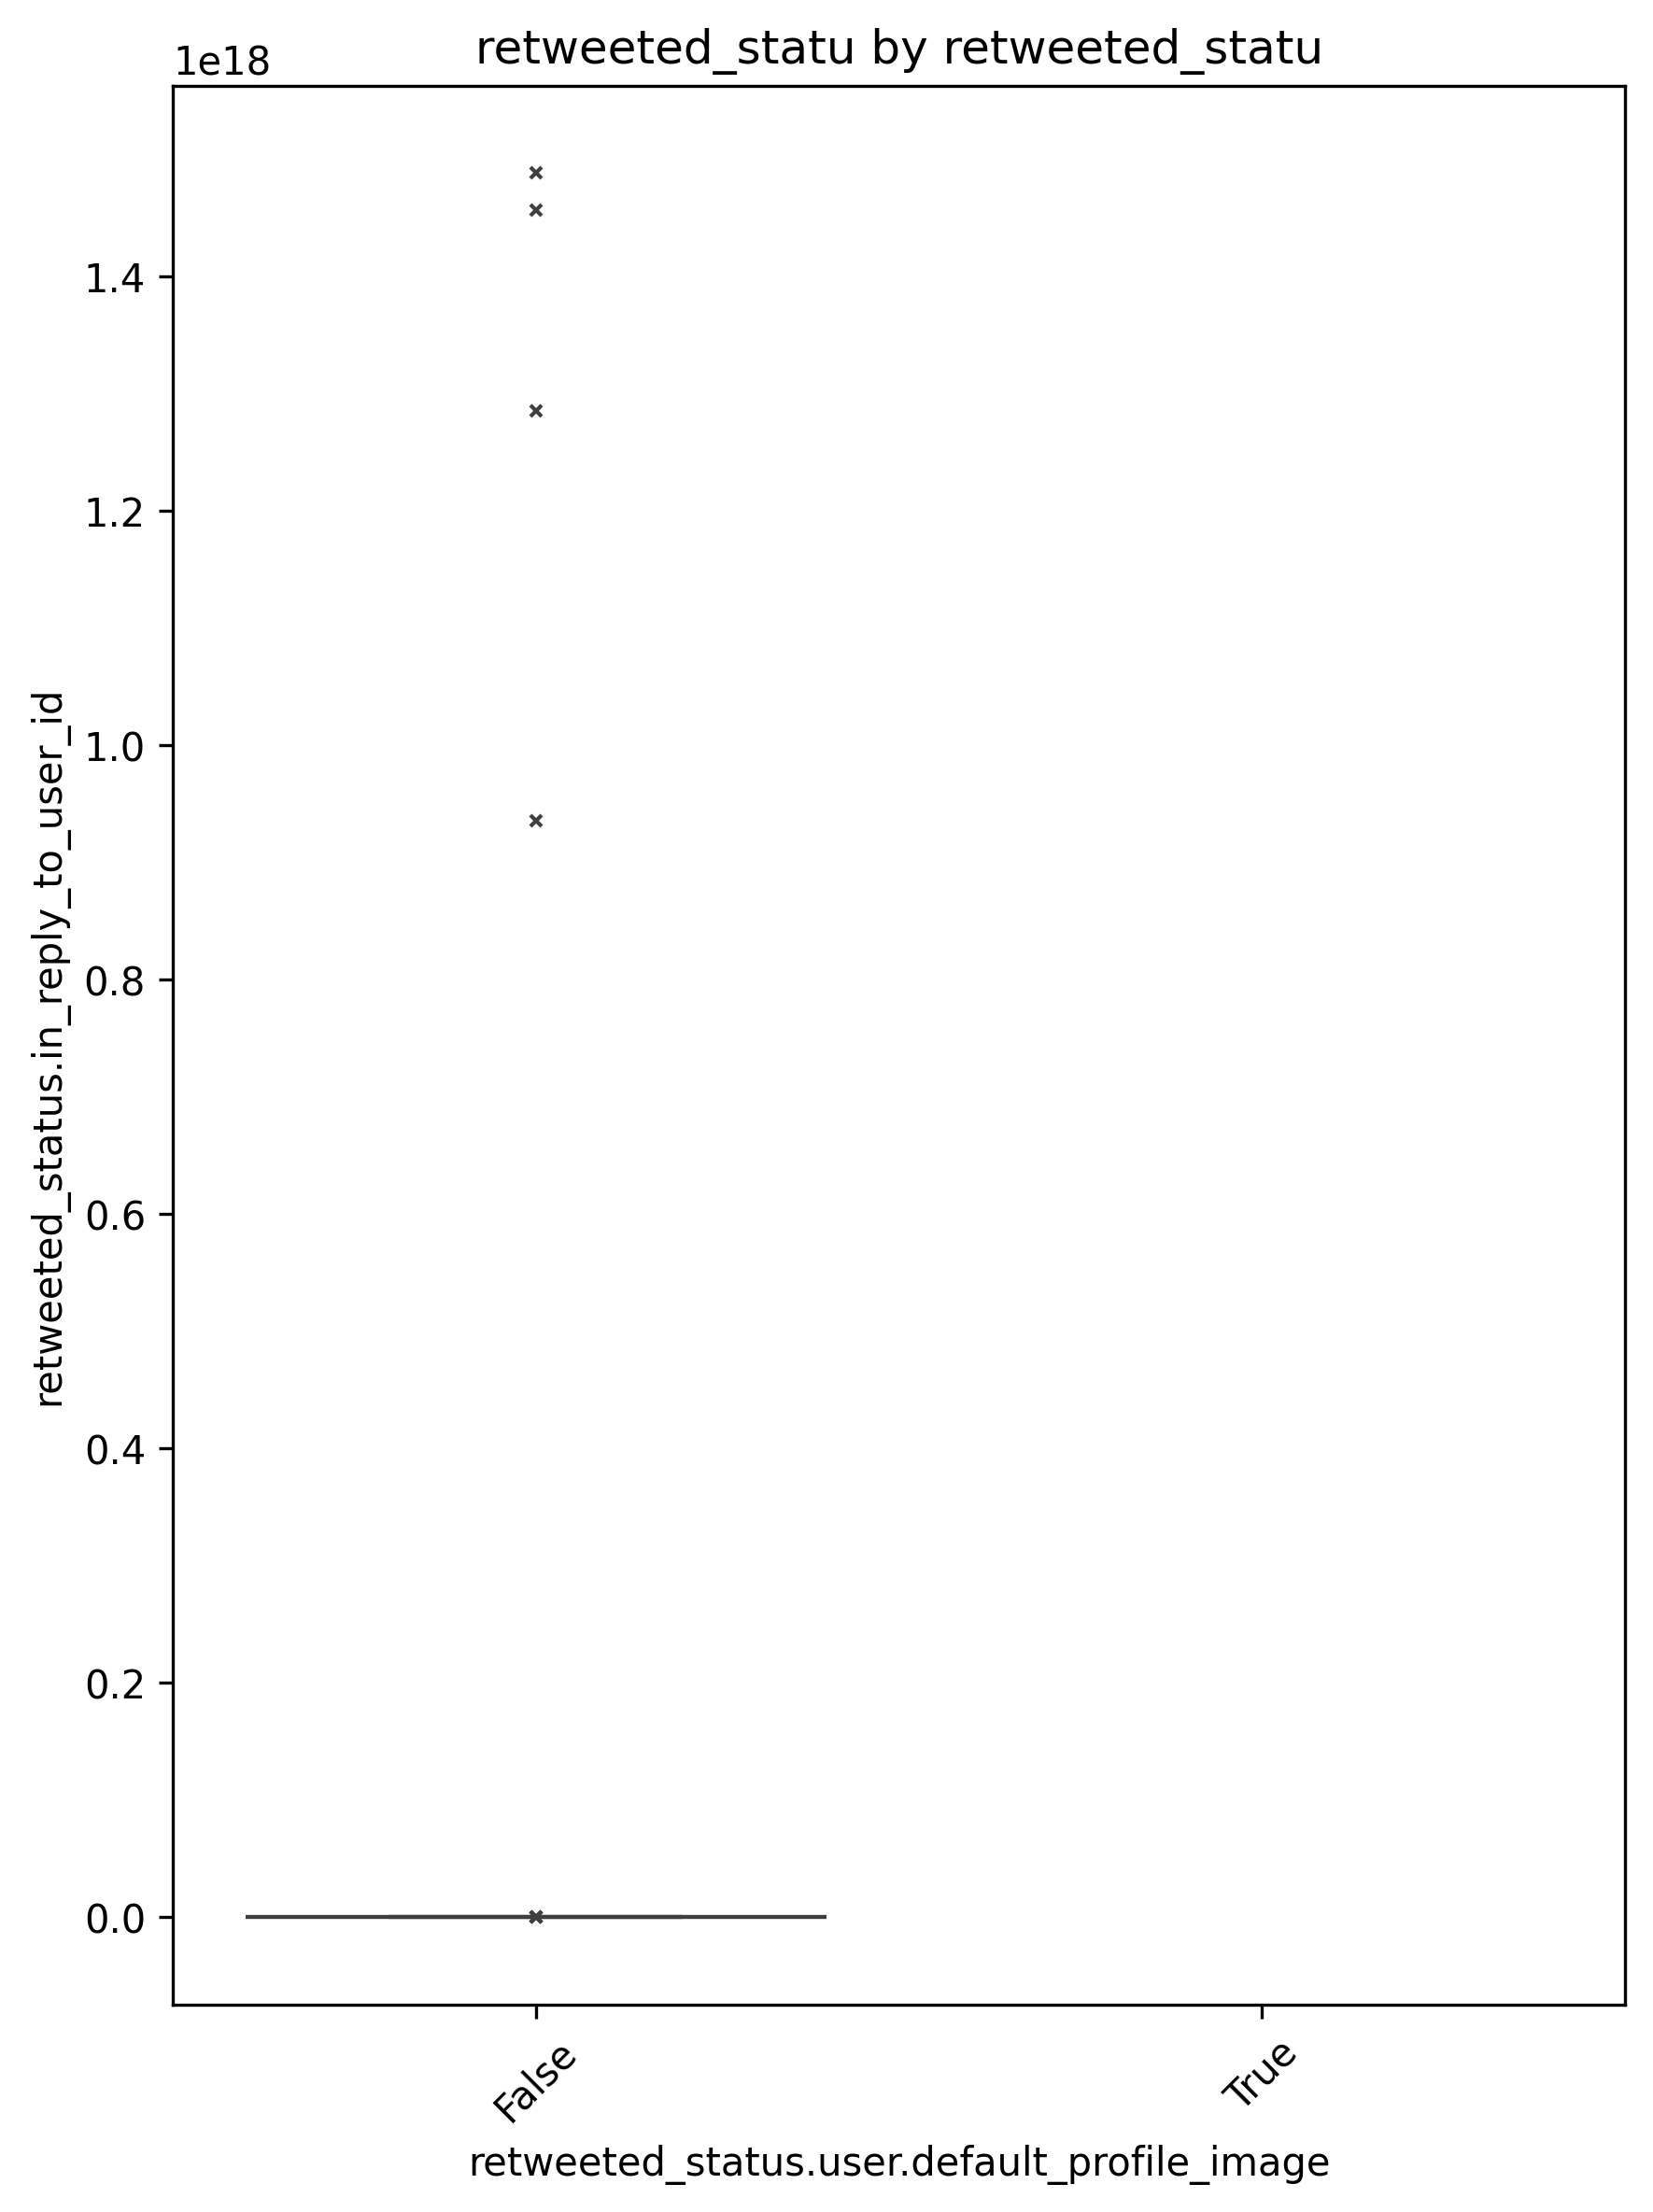 retweeted_statu by retweeted_statu
1e18
1.4
1.2
1.0
0.8
0.6
0.4
0.2
0.0
retweeted_status.in_reply_to_user_id
False
True
retweeted_status.user.default_profile_image